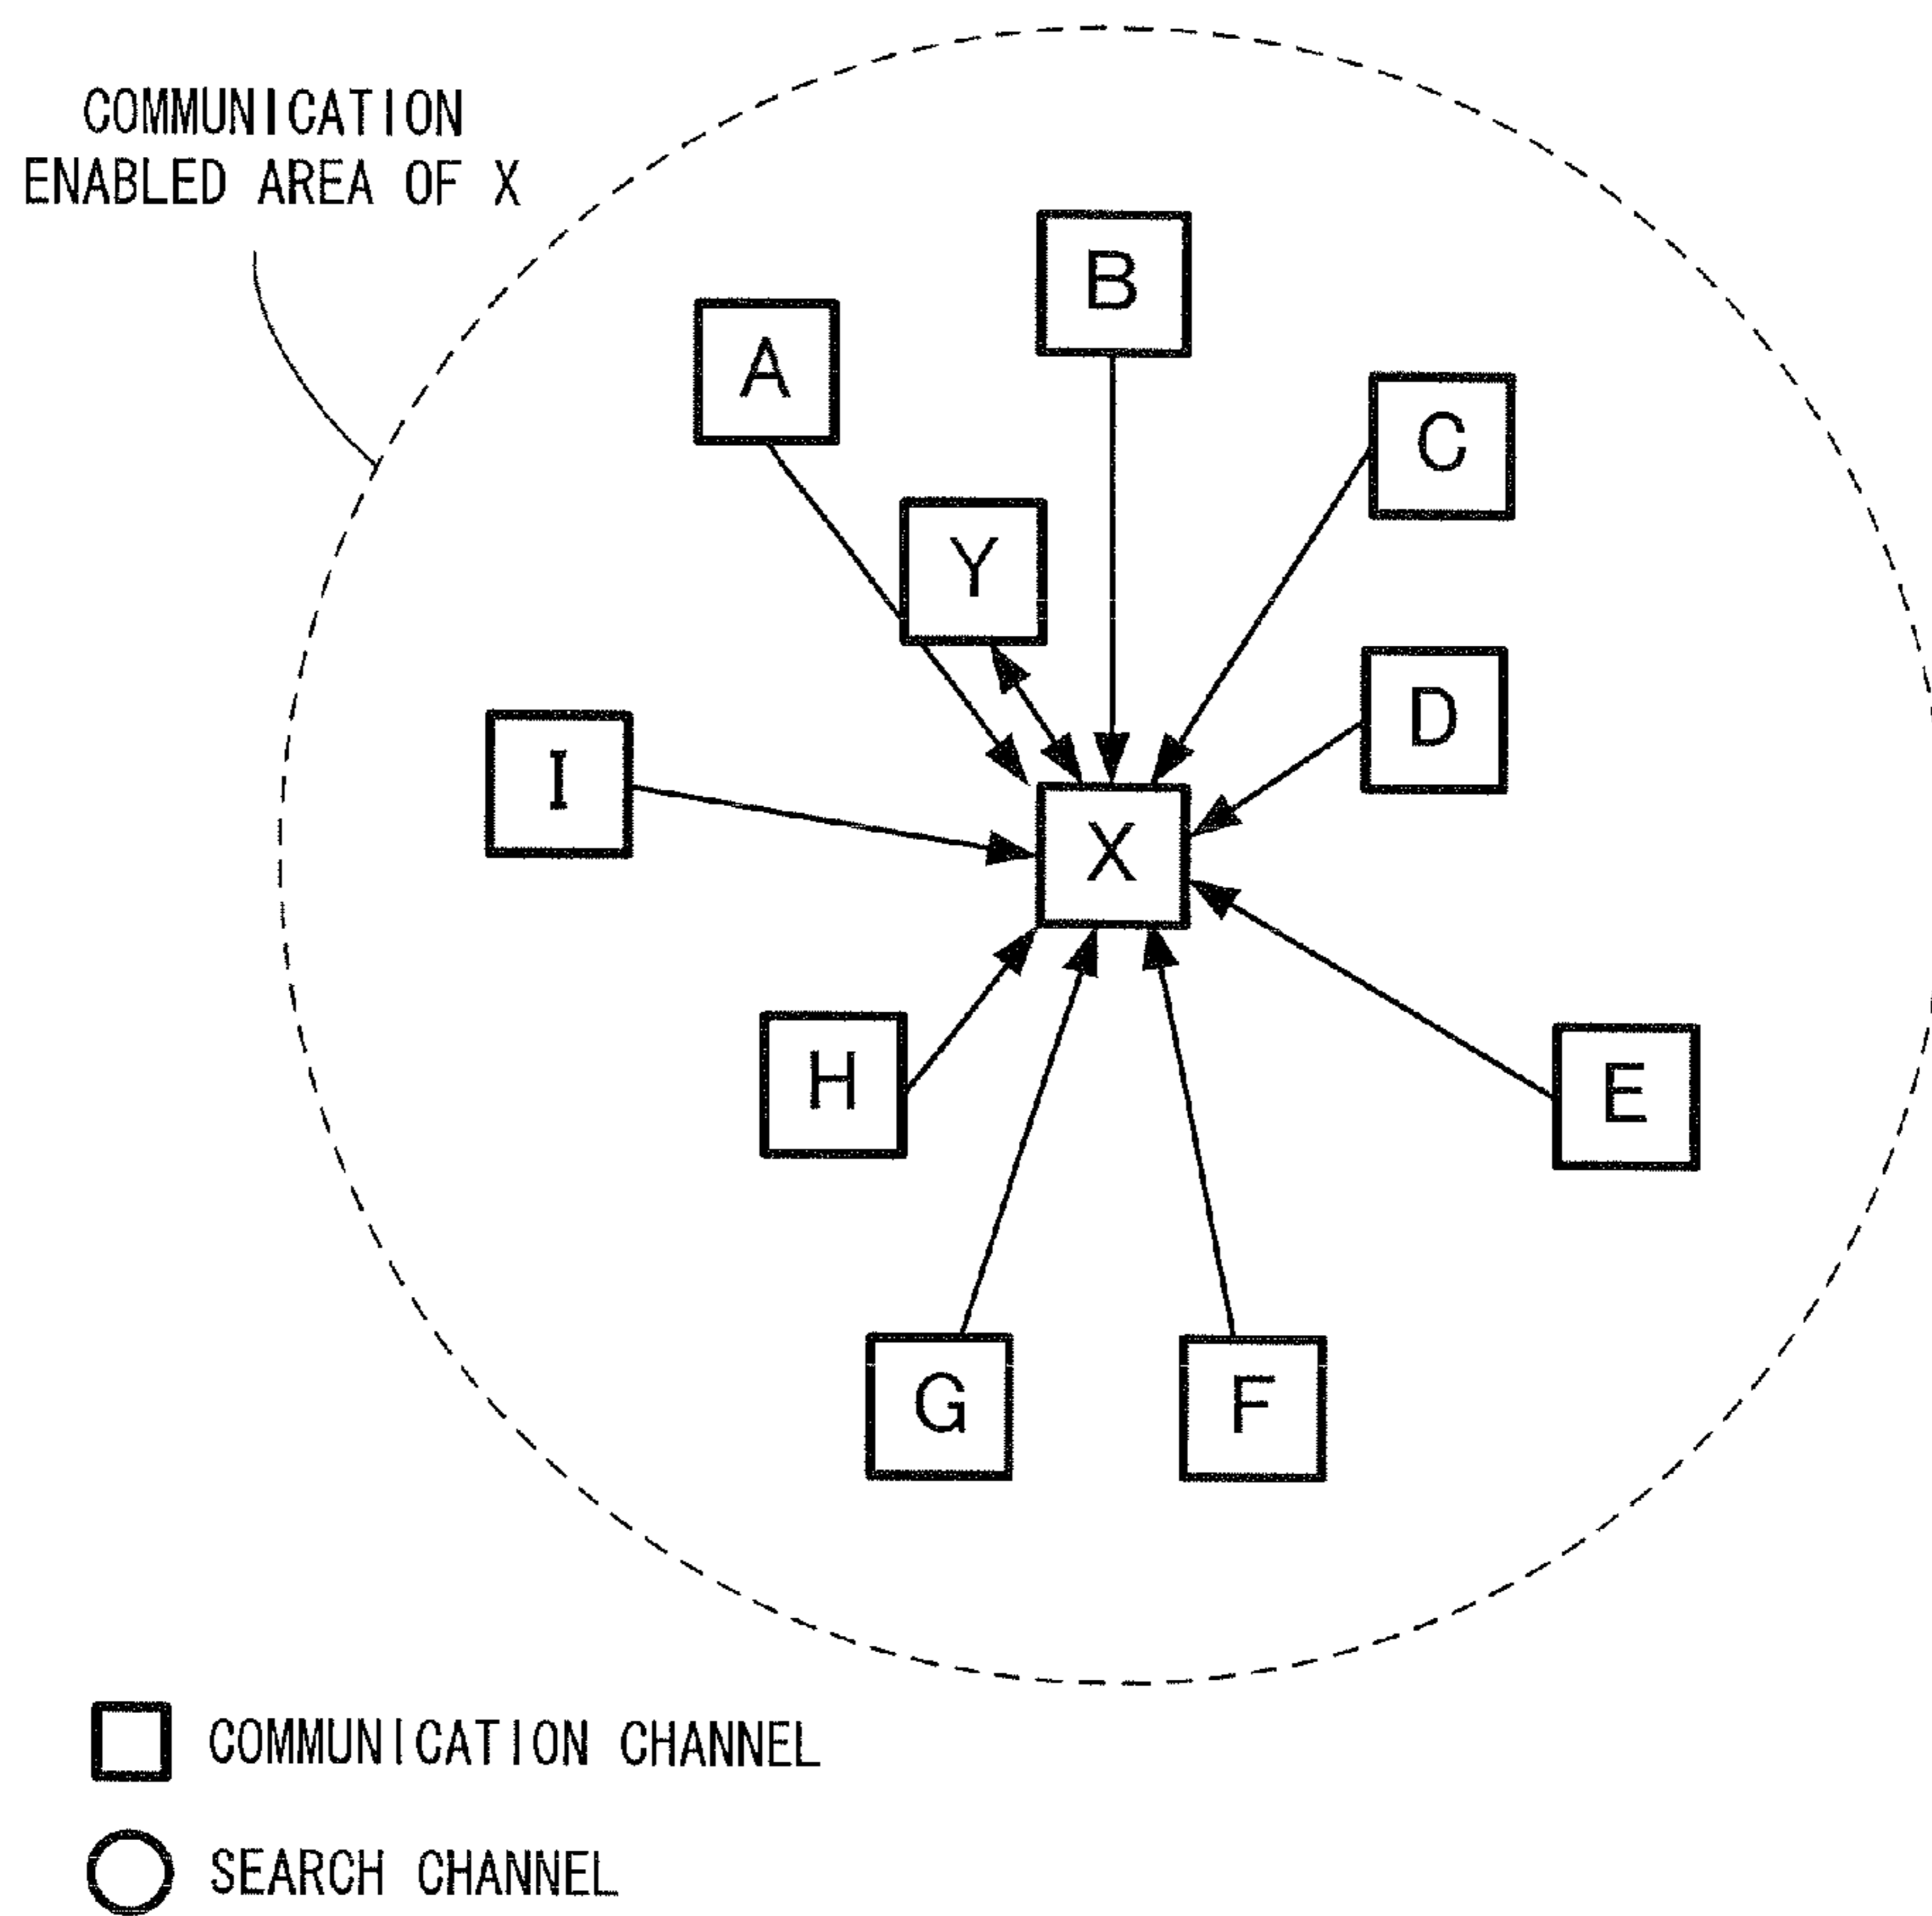 COMMUNICATION
ENABLED AREA OF X
B
A
C
Y
D
I
X
H
E
G
F
COMMUNICATION CHANNEL
SEARCH CHANNEL